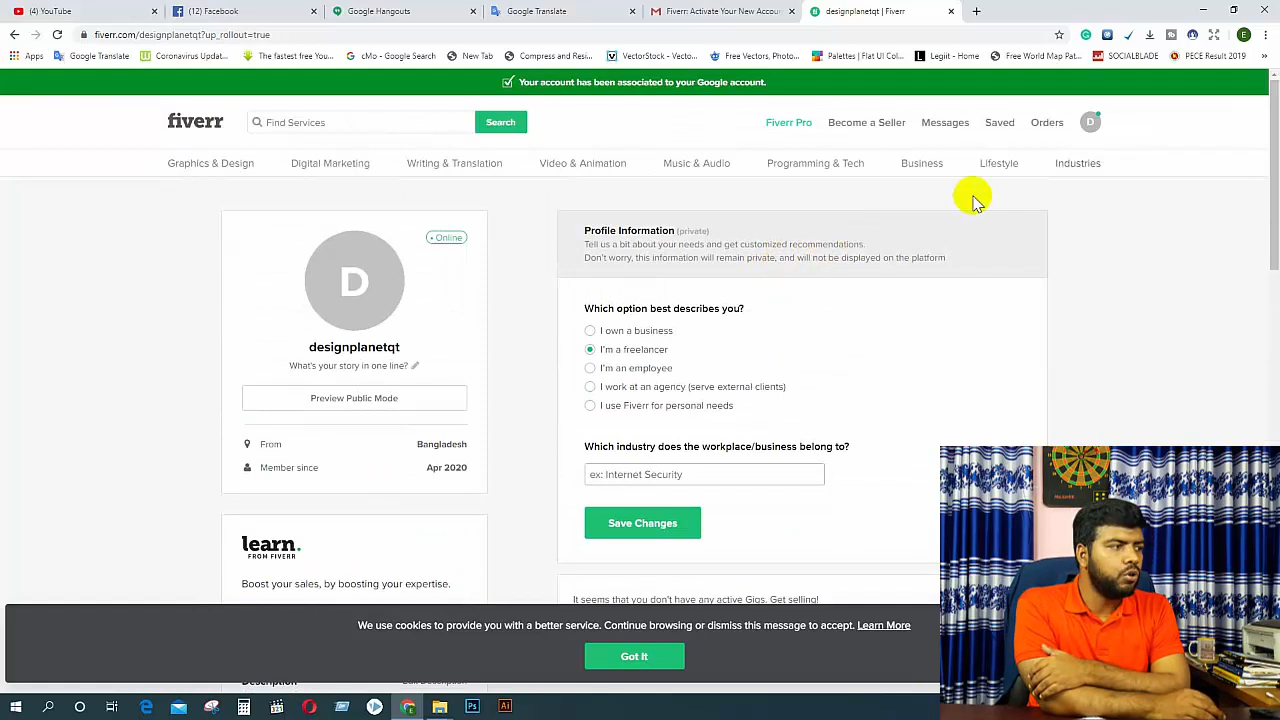 (4) YouTube
(12) Facebook
Google Hangouts
Google Translate
Fiverr: Activate Your New Accou
designplanetqt | Fiverr
fiverr.com/designplanetqt?up_rollout=true
E
Apps
Google Translate
Coronavirus Updat...
The fastest free you...
cMo - Google Search
New Tab
Compress and Resi...
VectorStock - Vecto...
Free Vectors, Photo...
Palettes | Flat UI Col...
Legiit - Home
Free World Map Pat...
SOCIALBLADE
PECE Result 2019
»
Your account has been associated to your Google account.
fiverr
Find Services
Search
Fiverr Pro
Become a Seller
Messages
Saved
Orders
D
Graphics & Design
Digital Marketing
Writing & Translation
Video & Animation
Music & Audio
Programming & Tech
Business
Lifestyle
Industries
• Online
D
designplanetqt
What's your story in one line?
Preview Public Mode
From Bangladesh
Member since Apr 2020
learn.
FROM FIVERR
Boost your sales, by boosting your expertise.
Profile Information (private)
Tell us a bit about your needs and get customized recommendations.
Don't worry, this information will remain private, and will not be displayed on the platform
Which option best describes you?
I own a business
I'm a freelancer
I'm an employee
I work at an agency (serve external clients)
I use Fiverr for personal needs
Which industry does the workplace/business belong to?
ex: Internet Security
Save Changes
It seems that you don't have any active Gigs. Get selling!
We use cookies to provide you with a better service. Continue browsing or dismiss this message to accept. Learn More
Got It
Ps
Ai